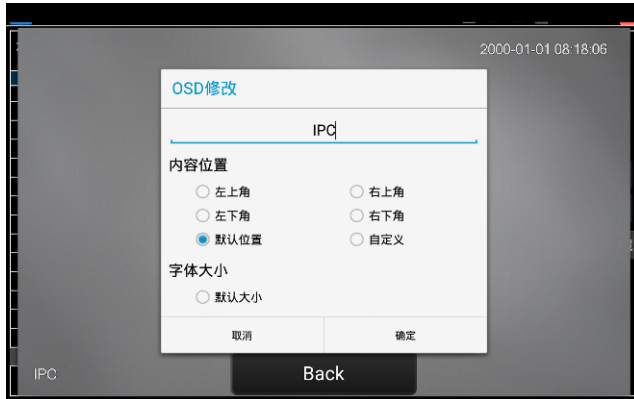 2000-01-01 08:18:06
OSD修改
IPC
内容位置
左上角 右上角
左下角 右下角
默认位置 自定义
字体大小
默认大小
取消 确定
IPC Back